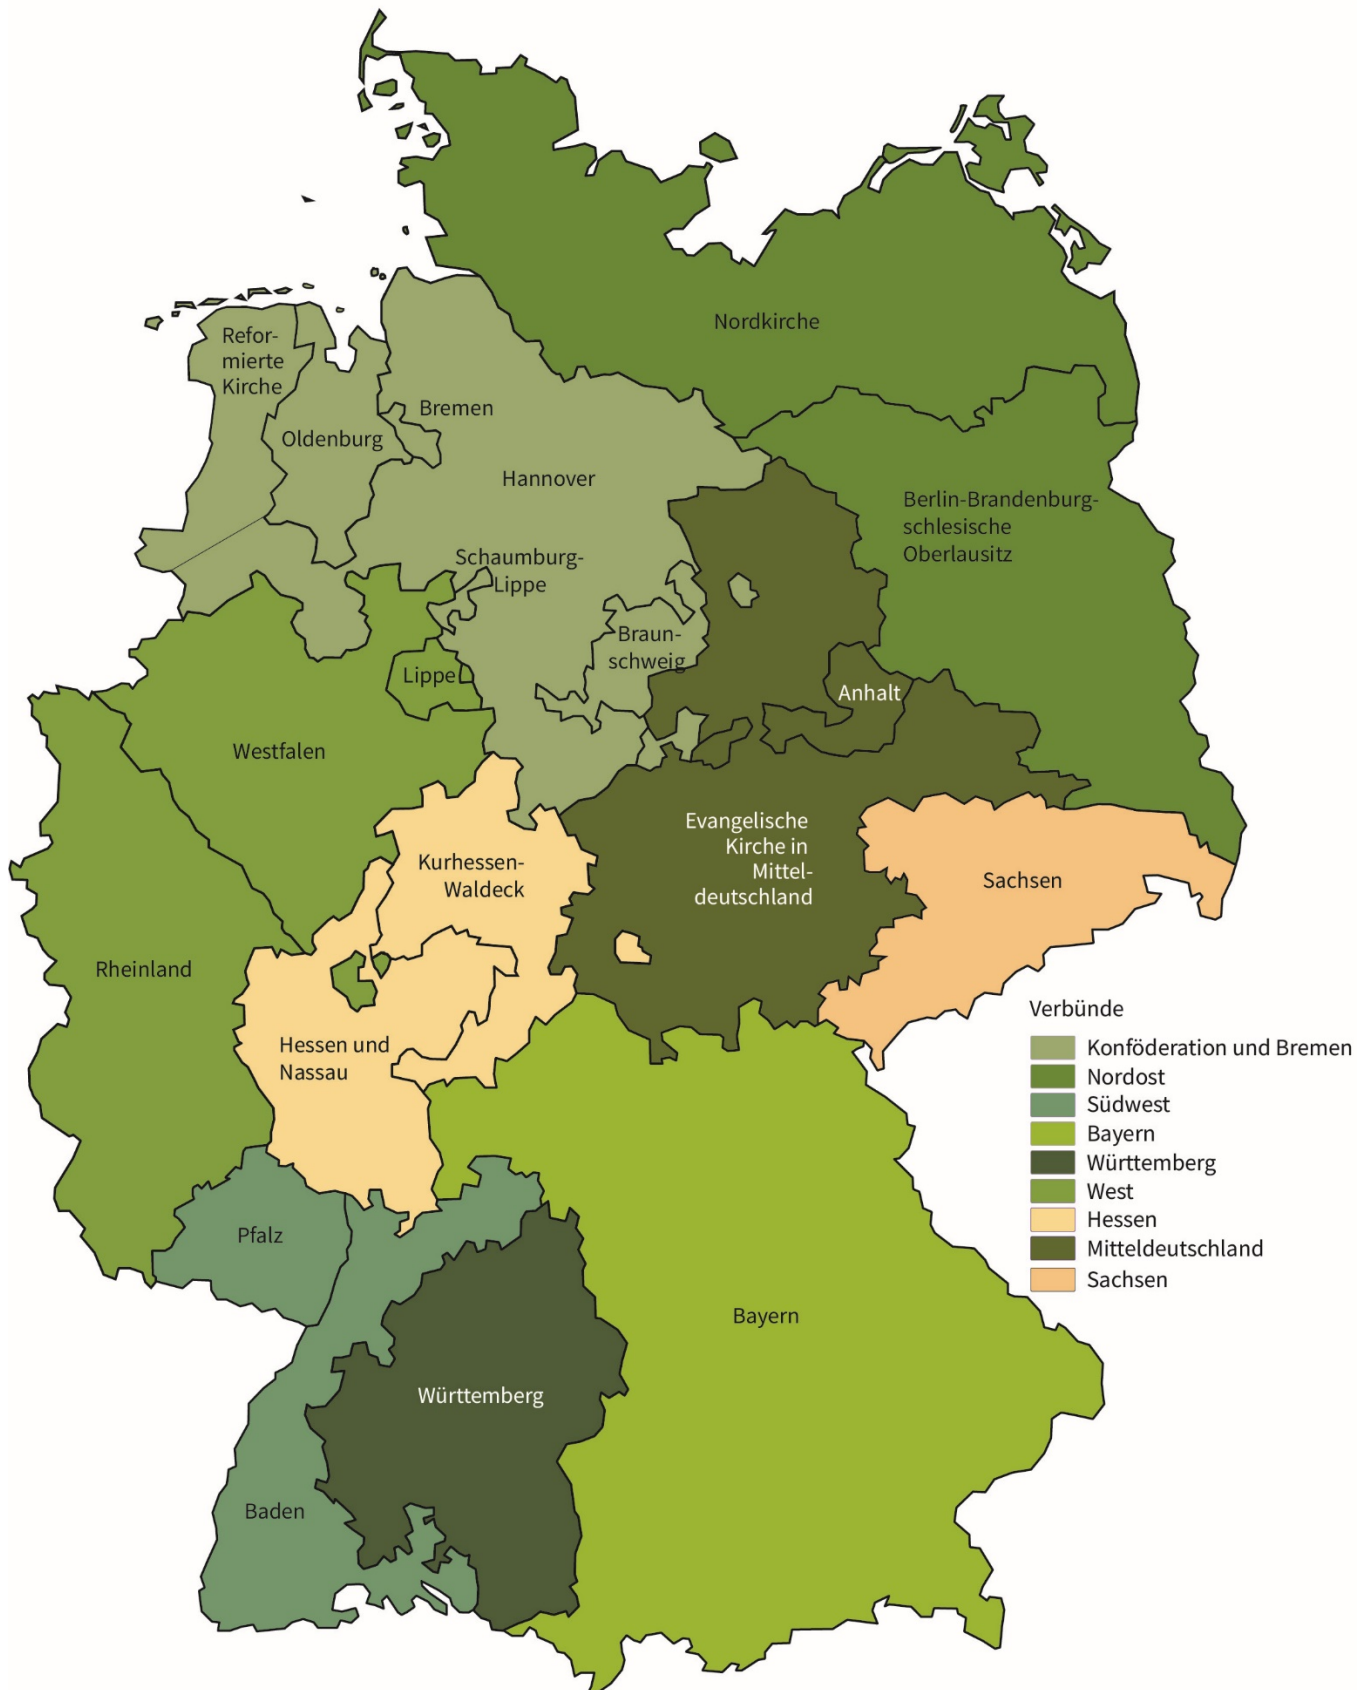 Nordkirche
Refor-
mierte
Kirche
Bremen
Oldenburg
Hannover
Berlin-Brandenburg-
schlesische
Oberlausitz
Schaumburg-
Lippe
Braun-
schweig
Lippe
Anhalt
Westfalen
Evangelische
Kirche in
Mittel-
deutschland
Kurhessen-
Waldeck
Sachsen
Rheinland
Hessen und
Nassau
Pfalz
Bayern
Württemberg
Baden
Verbünde
Konföderation und Bremen
Nordost
Südwest
Bayern
Württemberg
West
Hessen
Mitteldeutschland
Sachsen